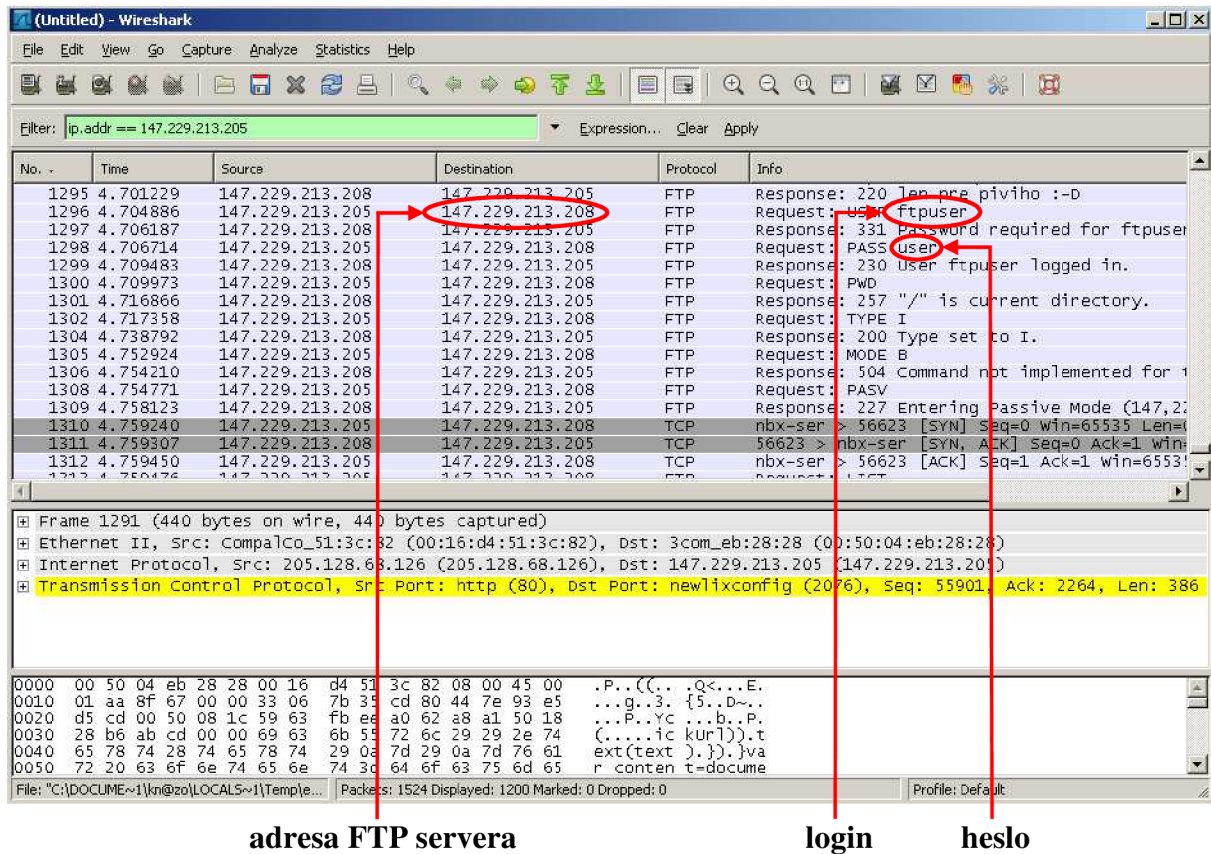 (Untitled) - Wireshark
File Edit View Go Capture Analyze Statistics Help
Filter: ip.addr == 147.229.213.205 Expression... Clear Apply
No. - Time Source Destination Protocol Info
1295 4.701229 147.229.213.208 147.229.213.205 FTP Response: 220 len pre piviho :-D
1296 4.704886 147.229.213.205 147.229.213.208 FTP Request: USER ftpuser
1297 4.706187 147.229.213.208 147.229.213.205 FTP Response: 331 Password required for ftpuser
1298 4.706714 147.229.213.205 147.229.213.208 FTP Request: PASS user
1299 4.709483 147.229.213.208 147.229.213.205 FTP Response: 230 User ftpuser logged in.
1300 4.709973 147.229.213.205 147.229.213.208 FTP Request: PWD
1301 4.716866 147.229.213.208 147.229.213.205 FTP Response: 257 "/" is current directory.
1302 4.717358 147.229.213.205 147.229.213.208 FTP Request: TYPE I
1304 4.738792 147.229.213.208 147.229.213.205 FTP Response: 200 Type set to I.
1305 4.752924 147.229.213.205 147.229.213.208 FTP Request: MODE B
1306 4.754210 147.229.213.208 147.229.213.205 FTP Response: 504 Command not implemented for
1308 4.754771 147.229.213.205 147.229.213.208 FTP Request: PASV
1309 4.758123 147.229.213.208 147.229.213.205 FTP Response: 227 Entering Passive Mode (147,22
1310 4.759240 147.229.213.205 147.229.213.208 TCP nbx-ser > 56623 [SYN] Seq=0 Win=65535 Len=
1311 4.759307 147.229.213.208 147.229.213.205 TCP 56623 > nbx-ser [SYN, ACK] Seq=0 Ack=1 Win=
1312 4.759450 147.229.213.205 147.229.213.208 TCP nbx-ser > 56623 [ACK] Seq=1 Ack=1 Win=6553
Frame 1291 (440 bytes on wire, 440 bytes captured)
Ethernet II, Src: CompalCo_51:3c:82 (00:16:d4:51:3c:82), Dst: 3com_eb:28:28 (00:50:04:eb:28:28)
Internet Protocol, Src: 205.128.68.126 (205.128.68.126), Dst: 147.229.213.205 (147.229.213.205)
Transmission Control Protocol, Src Port: http (80), Dst Port: newlixconfig (2076), Seq: 55901, Ack: 2264, Len: 386
0000 00 50 04 eb 28 28 00 16 d4 51 3c 82 08 00 45 00 .P..((.. .Q<...E.
0010 01 aa 8f 67 00 00 33 06 7b 35 cd 80 44 7e 93 e5 ...g..3. {5..D~..
0020 d5 cd 00 50 08 1c 59 63 fb ee a0 62 a8 a1 50 18 ...P..Yc ...b..P.
0030 28 b6 ab cd 00 00 69 63 6b 55 72 6c 29 29 2e 74 (.....ic kUrl)).t
0040 65 78 74 28 74 65 78 74 29 0a 7d 29 0a 7d 76 61 ext(text ).}).}va
0050 72 20 63 6f 6e 74 65 6e 74 3d 64 6f 63 75 6d 65 r conten t=docume
File: "C:\DOCUME~1\kn@zo\LOCALS~1\Temp\e... Packets: 1524 Displayed: 1200 Marked: 0 Dropped: 0 Profile: Default
adresa FTP servera login heslo